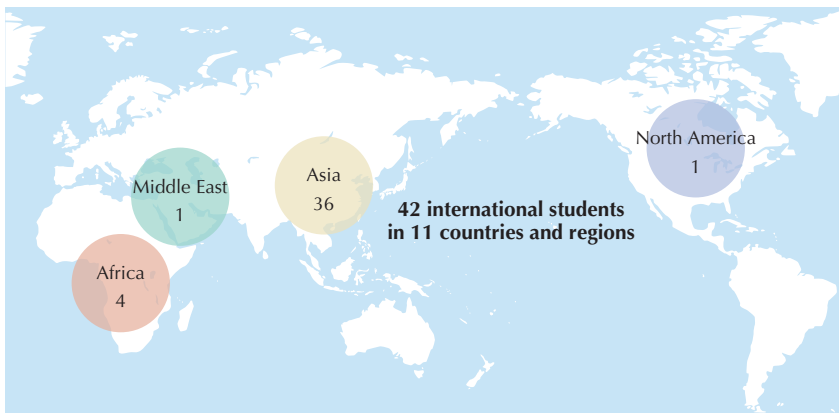 North America
1
Asia
36
Middle East
1
42 international students
in 11 countries and regions
Africa
4